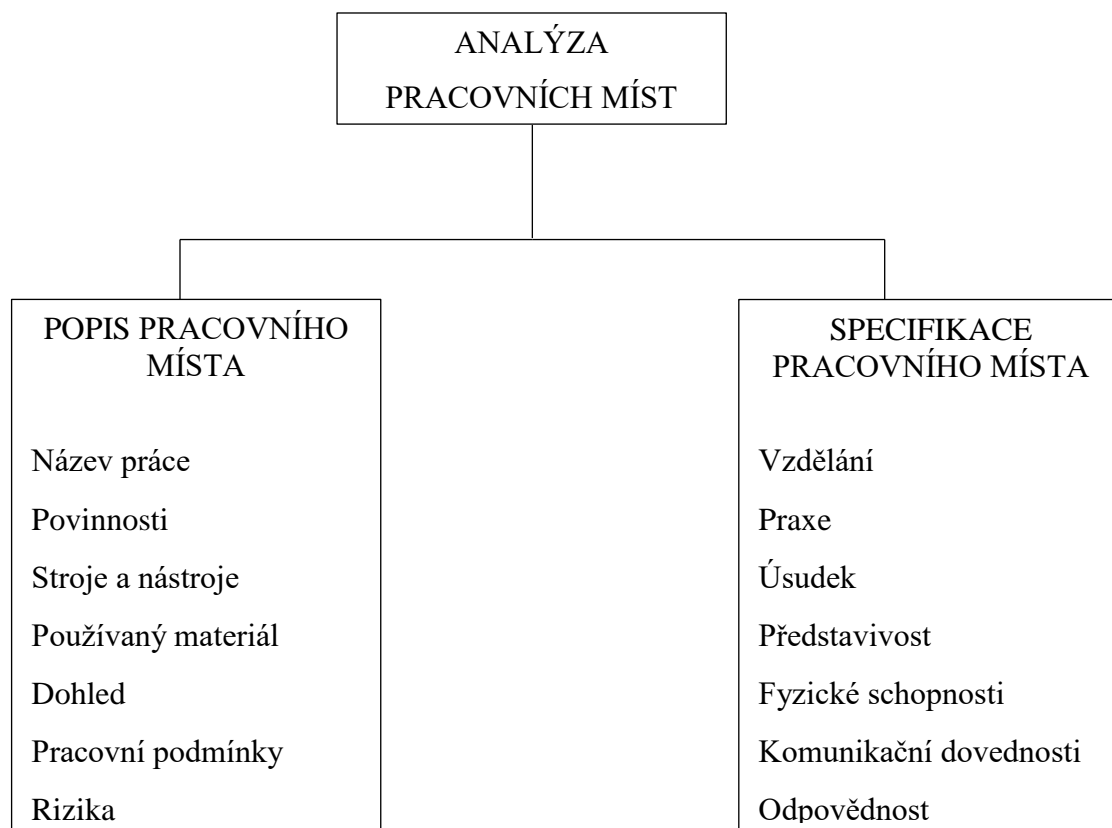 ANALÝZA
PRACOVNÍCH MÍST
POPIS PRACOVNÍHO
MÍSTA
Název práce
Povinnosti
Stroje a nástroje
Používaný materiál
Dohled
Pracovní podmínky
Rizika
SPECIFIKACE
PRACOVNÍHO MÍSTA
Vzdělání
Praxe
Úsudek
Představivost
Fyzické schopnosti
Komunikační dovednosti
Odpovědnost